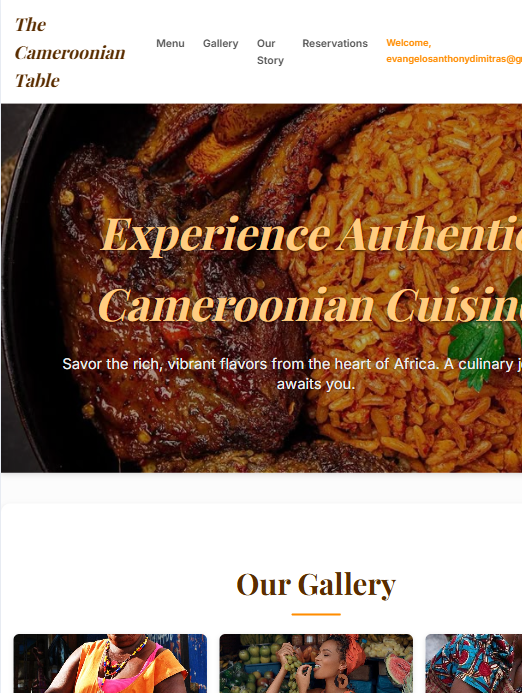 The
Cameroonian
Table
Menu
Gallery
Our
Story
Reservations
Welcome,
evangelosanthonydimitras@g
Experience Authentic
Cameroonian Cuisin
Savor the rich, vibrant flavors from the heart of Africa. A culinary j
awaits you.
Our Gallery